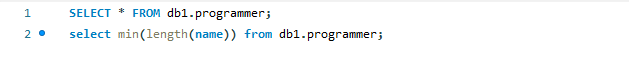 1 SELECT * FROM db1.programmer;
2 select min(length(name)) from db1.programmer;